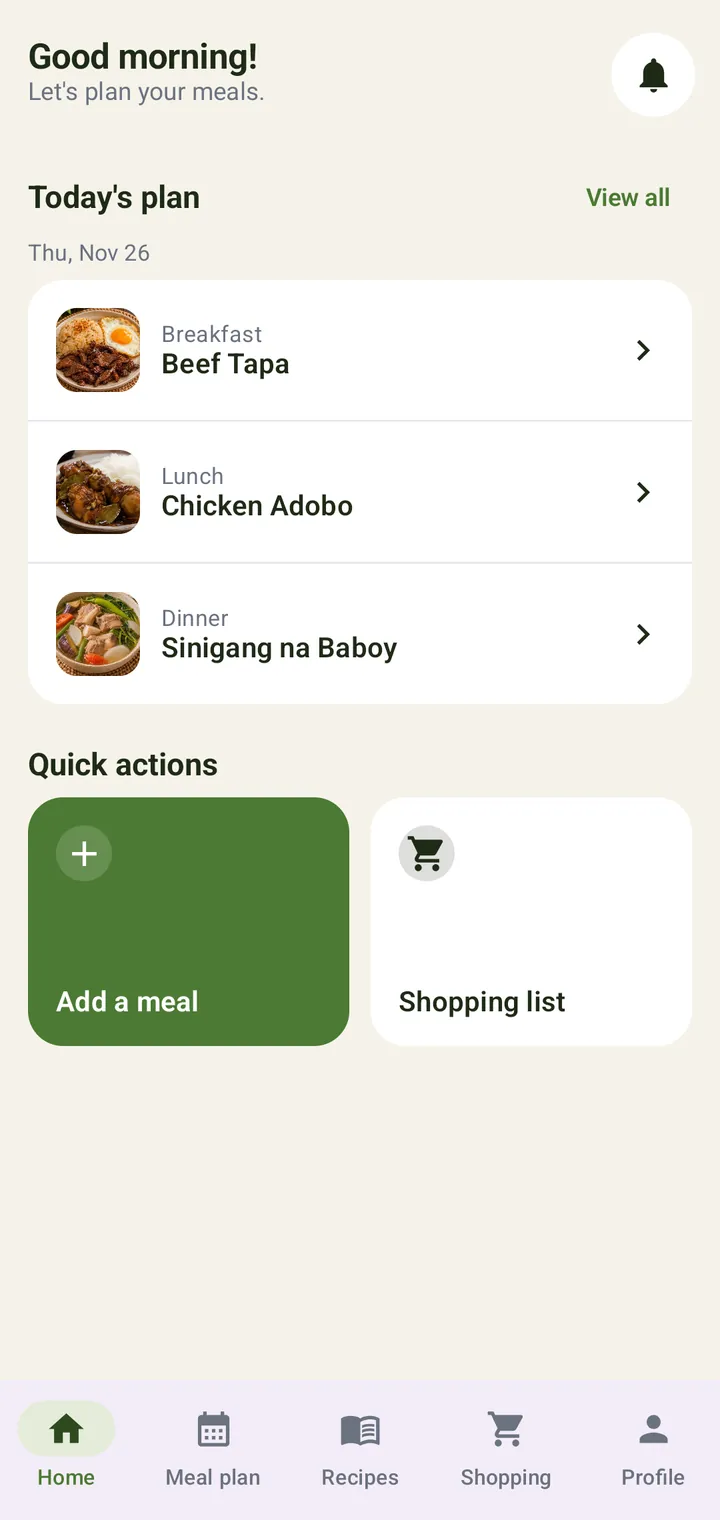 Good morning!
Let's plan your meals.
Today's plan
View all
Thu, Nov 26
Breakfast
Beef Tapa
Lunch
Chicken Adobo
Dinner
Sinigang na Baboy
Quick actions
Add a meal
Shopping list
Home
Meal plan
Recipes
Shopping
Profile